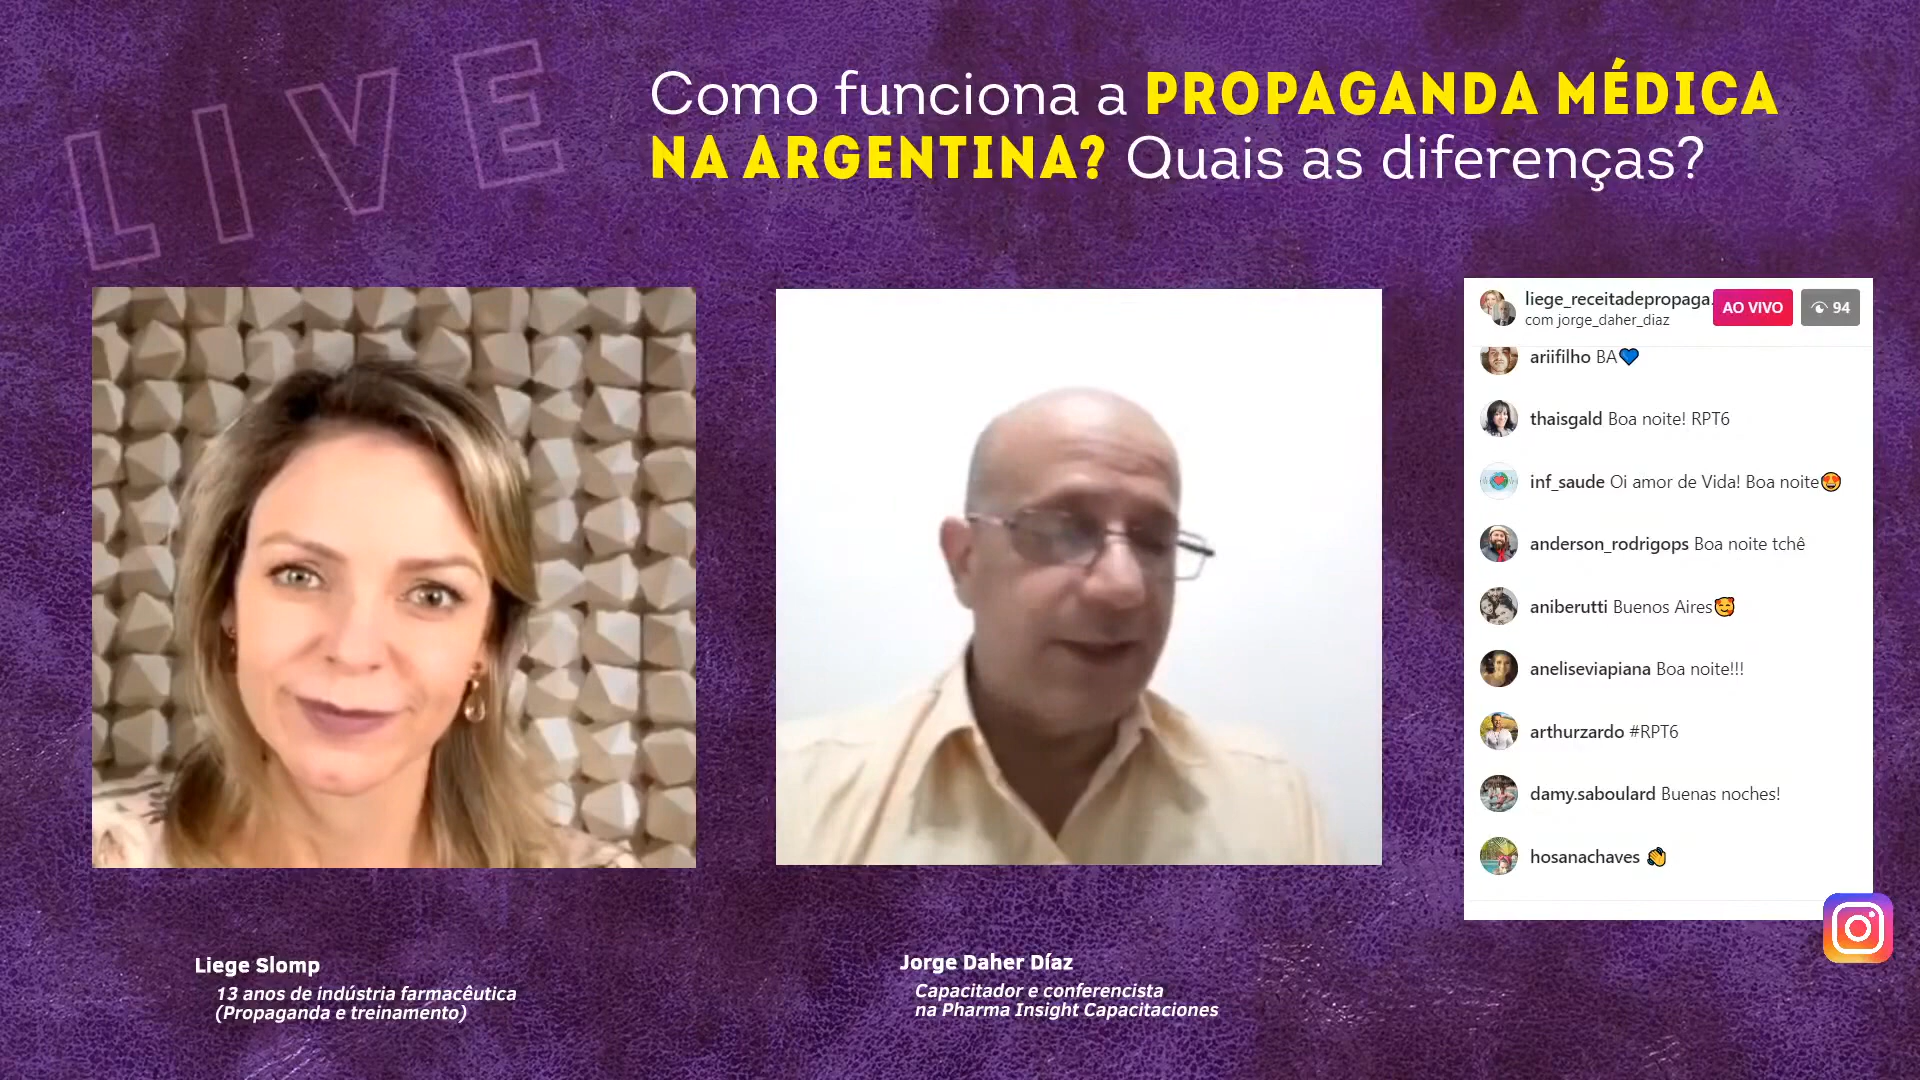 LIVE
Como funciona a PROPAGANDA MÉDICA
NA ARGENTINA? Quais as diferenças?
liege_receitadepropaga.
com jorge_daher_diaz
AO VIVO
94
ariifilho BA💙
thaisgald Boa noite! RPT6
inf_saude Oi amor de Vida! Boa noite😍
anderson_rodrigops Boa noite tchê
aniberutti Buenos Aires🥰
aneliseviapiana Boa noite!!!
arthurzardo #RPT6
damy.saboulard Buenas noches!
hosanachaves 👏
Liege Slomp
13 anos de indústria farmacêutica
(Propaganda e treinamento)
Jorge Daher Díaz
Capacitador e conferencista
na Pharma Insight Capacitaciones